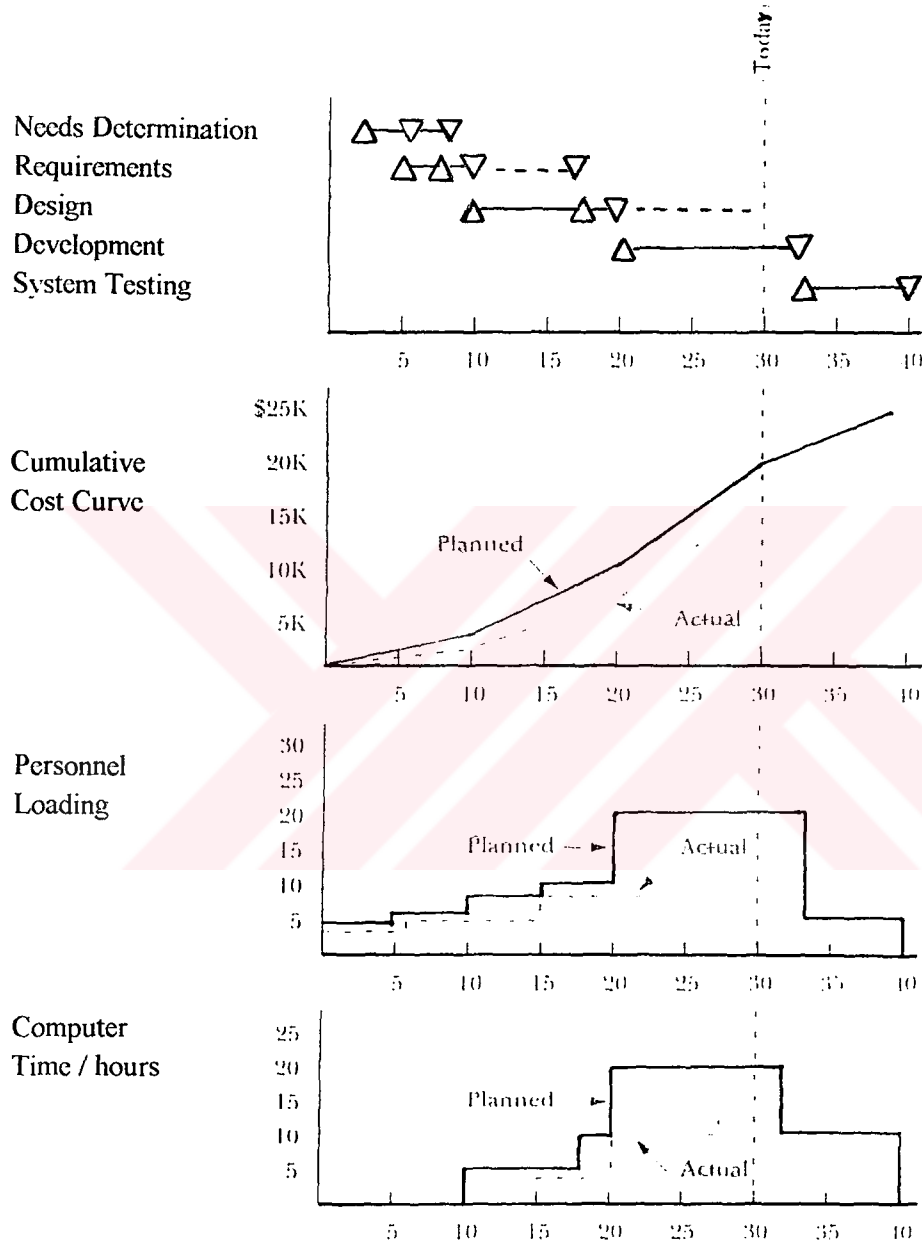 Today
Needs Determination
Requirements
Design
Development
System Testing
5 10 15 20 25 30 35 40
$25K
20K
15K
10K
5K
Cumulative
Cost Curve
Planned
Actual
5 10 15 20 25 30 35 40
Personnel
Loading
30
25
20
15
10
5
Planned
Actual
5 10 15 20 25 30 35 40
Computer
Time / hours
25
20
15
10
5
Planned
Actual
5 10 15 20 25 30 35 40